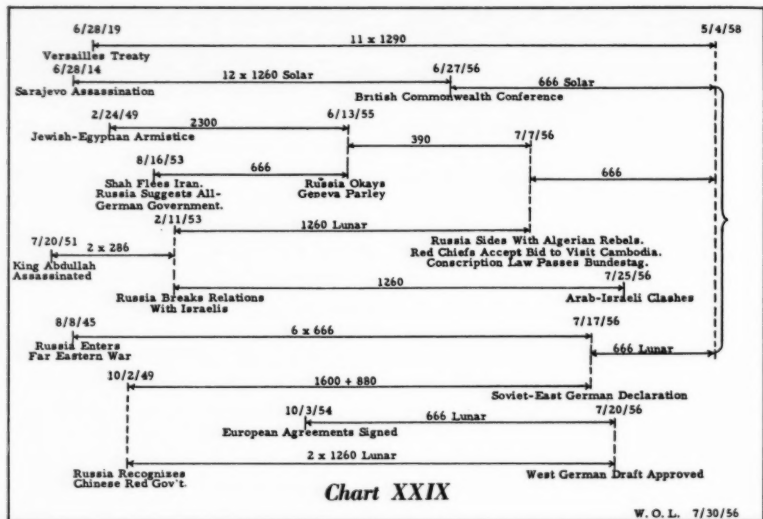 6/28/19 11 x 1290 5/4/58
Versailles Treaty
6/28/14 12 x 1260 Solar 6/27/56 666 Solar
Sarajevo Assassination British Commonwealth Conference
2/24/49 2300 6/13/55
Jewish-Egyptian Armistice 390 7/7/56
8/16/53 666 666
Shah Flees Iran. Russia Okays
Russia Suggests All- Geneva Parley
German Government.
2/11/53 1260 Lunar
7/20/51 2 x 286 Russia Sides With Algerian Rebels.
King Abdullah Red Chiefs Accept Bid to Visit Cambodia.
Assassinated Conscription Law Passes Bundestag.
1260 7/25/56
Russia Breaks Relations Arab-Israeli Clashes
With Israelis
8/8/45 6 x 666 7/17/56
Russia Enters 666 Lunar
Far Eastern War
10/2/49 1600 + 880
Soviet-East German Declaration
10/3/54 666 Lunar 7/20/56
European Agreements Signed
2 x 1260 Lunar
Russia Recognizes West German Draft Approved
Chinese Red Gov't.
Chart XXIX
W. O. L. 7/30/56